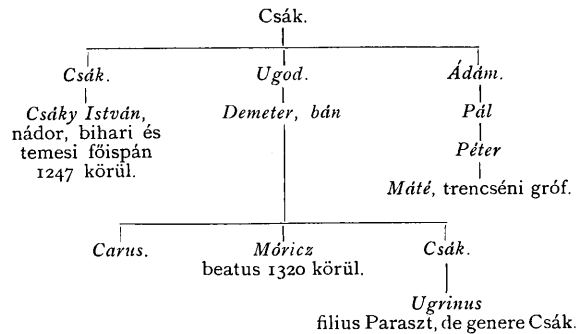 Csák.
Csák. Ugod. Ádám.
Csáky István, Demeter, bán Pál
nádor, bihari és
temesi főispán Péter
1247 körül.
Máté, trencséni gróf.
Carus. Móricz Csák.
beatus 1320 körül.
Ugrinus
filius Paraszt, de genere Csák.